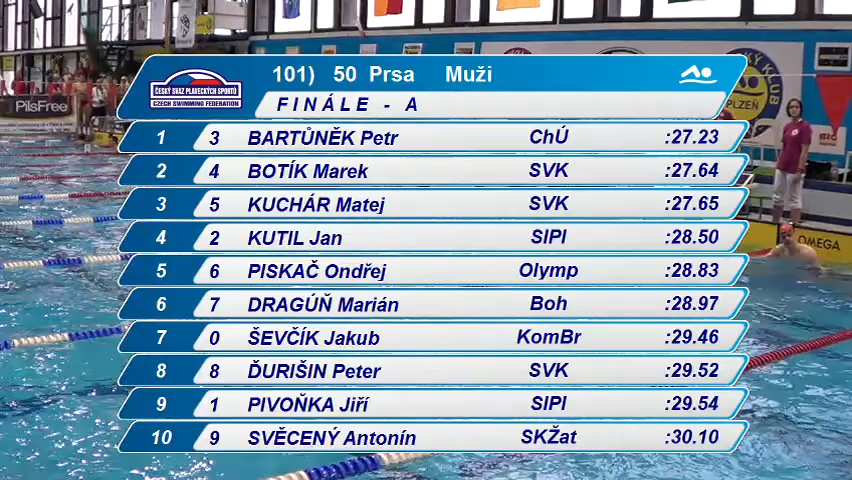 ČESKÝ SVAZ PLAVECKÝCH SPORTŮ
CZECH SWIMMING FEDERATION
101) 50 Prsa Muži
FINÁLE - A
1 3 BARTŮNĚK Petr ChÚ :27.23
2 4 BOTÍK Marek SVK :27.64
3 5 KUCHÁR Matej SVK :27.65
4 2 KUTIL Jan SlPl :28.50
5 6 PISKAČ Ondřej Olymp :28.83
6 7 DRAGÚŇ Marián Boh :28.97
7 0 ŠEVČÍK Jakub KomBr :29.46
8 8 ĎURIŠIN Peter SVK :29.52
9 1 PIVOŇKA Jiří SlPl :29.54
10 9 SVĚCENÝ Antonín SKŽat :30.10
PilsFree
PLZEŇ
OMEGA